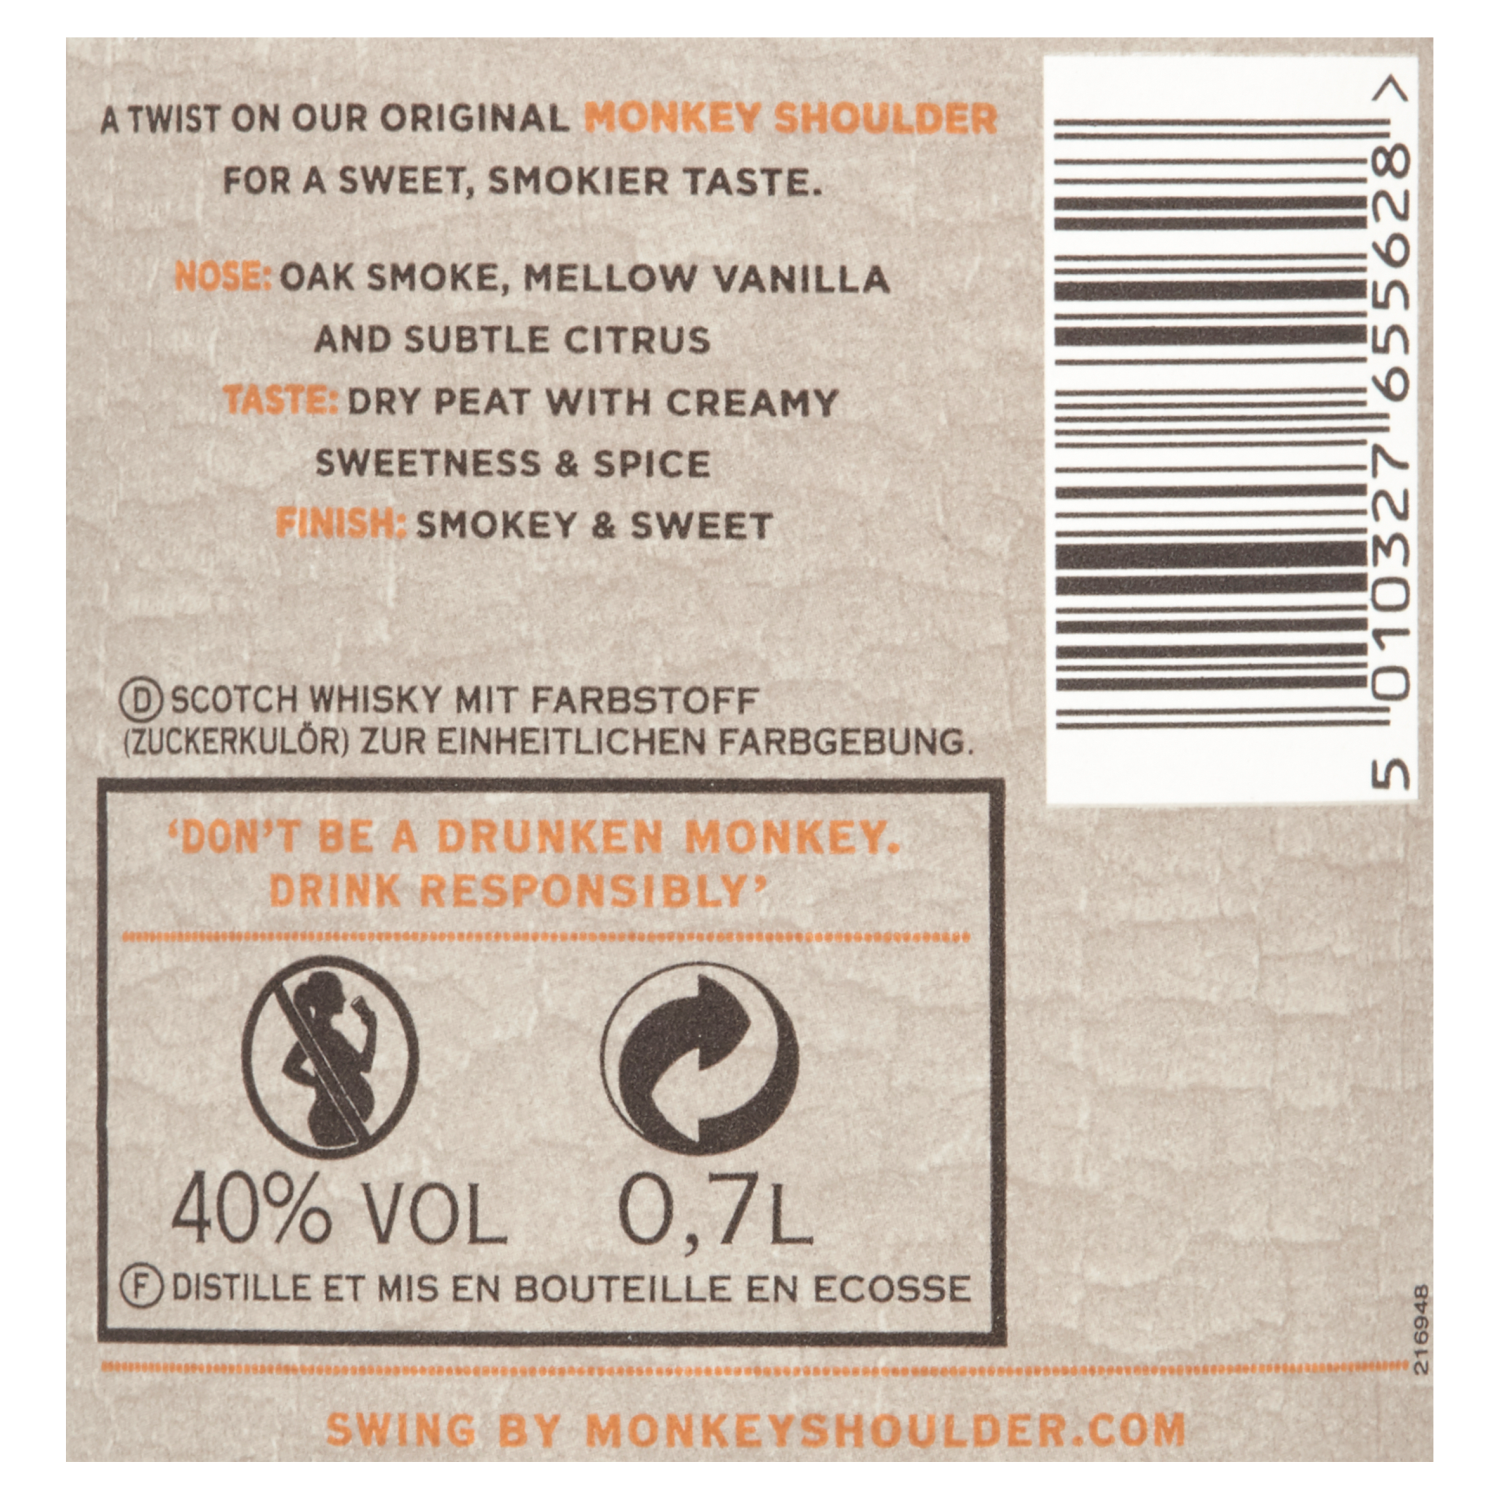 A TWIST ON OUR ORIGINAL MONKEY SHOULDER
FOR A SWEET, SMOKIER TASTE.
NOSE: OAK SMOKE, MELLOW VANILLA
AND SUBTLE CITRUS
TASTE: DRY PEAT WITH CREAMY
SWEETNESS & SPICE
FINISH: SMOKEY & SWEET
Ⓓ SCOTCH WHISKY MIT FARBSTOFF
(ZUCKERKULÖR) ZUR EINHEITLICHEN FARBGEBUNG.
‘DON’T BE A DRUNKEN MONKEY.
DRINK RESPONSIBLY’
40% VOL 0,7L
Ⓕ DISTILLE ET MIS EN BOUTEILLE EN ECOSSE
SWING BY MONKEYSHOULDER.COM
5 010327 655628 >
216948